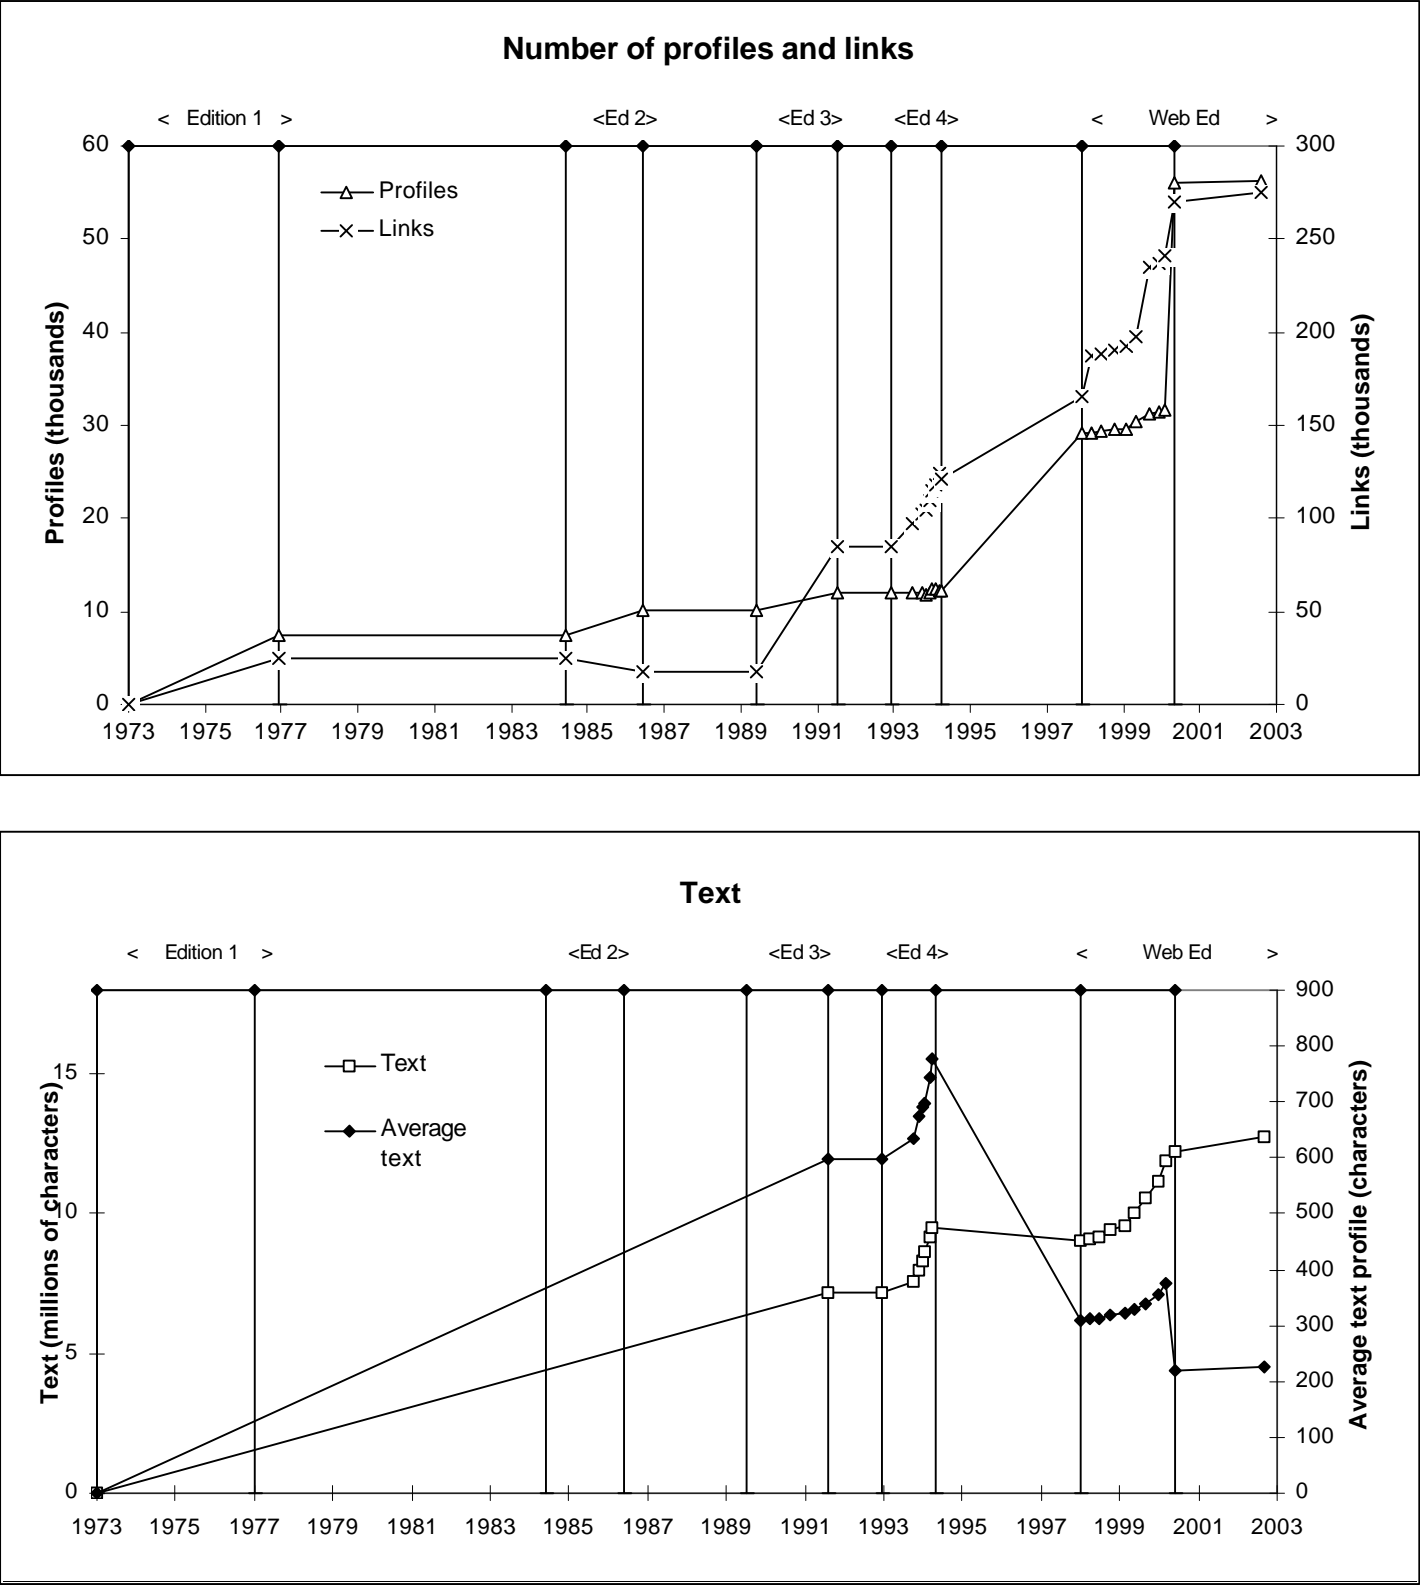 Number of profiles and links
< Edition 1 > <Ed 2> <Ed 3> <Ed 4> < Web Ed >
60 300
Profiles
Links
50 250
40 200
30 150
20 100
10 50
0 0
Profiles (thousands)
Links (thousands)
1973 1975 1977 1979 1981 1983 1985 1987 1989 1991 1993 1995 1997 1999 2001 2003
Text
< Edition 1 > <Ed 2> <Ed 3> <Ed 4> < Web Ed >
900
800
15
Text
700
Average
text
600
10 500
400
300
5
200
100
0 0
Text (millions of characters)
Average text profile (characters)
1973 1975 1977 1979 1981 1983 1985 1987 1989 1991 1993 1995 1997 1999 2001 2003